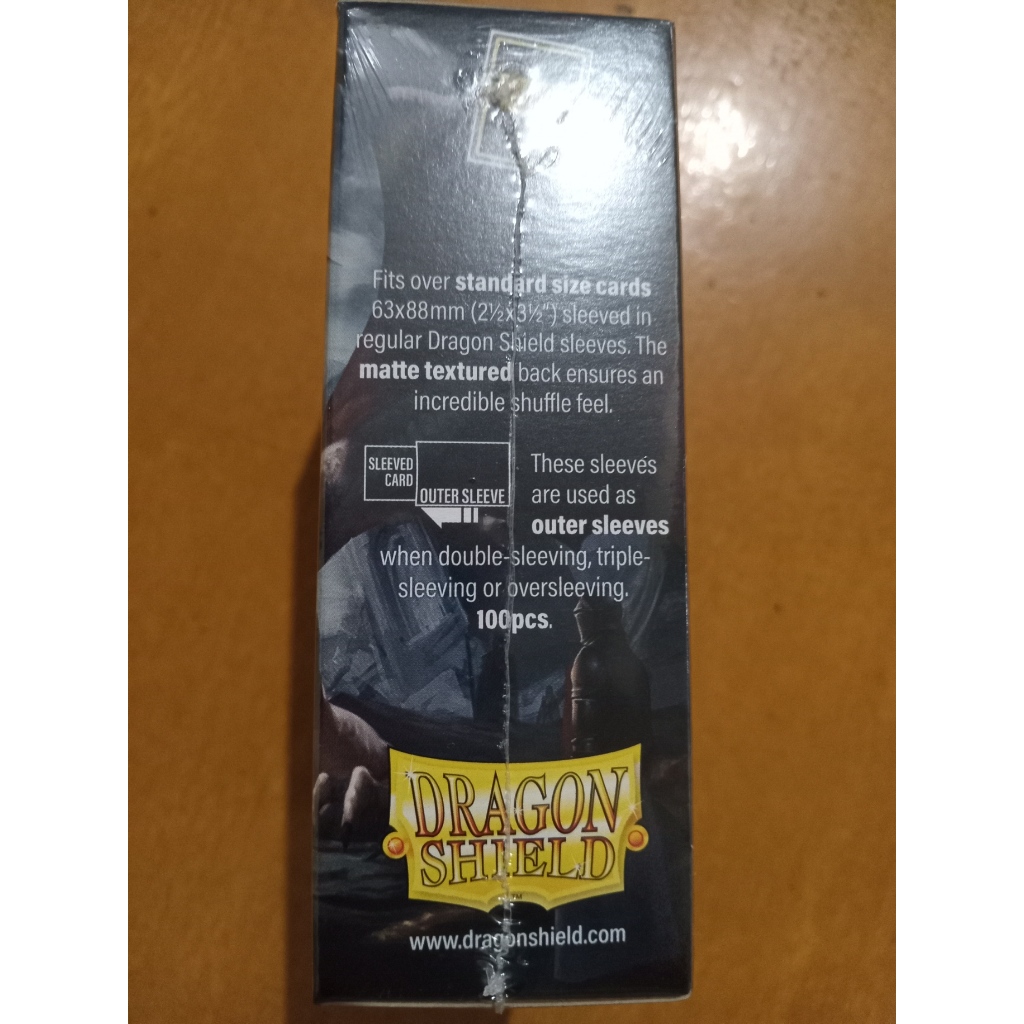 Fits over standard size cards
63x88mm (2½x3½") sleeved in
regular Dragon Shield sleeves. The
matte textured back ensures an
incredible shuffle feel.
SLEEVED
CARD
OUTER SLEEVE
These sleeves
are used as
outer sleeves
when double-sleeving, triple-
sleeving or oversleeving.
100pcs.
DRAGON
SHIELD
TM
www.dragonshield.com